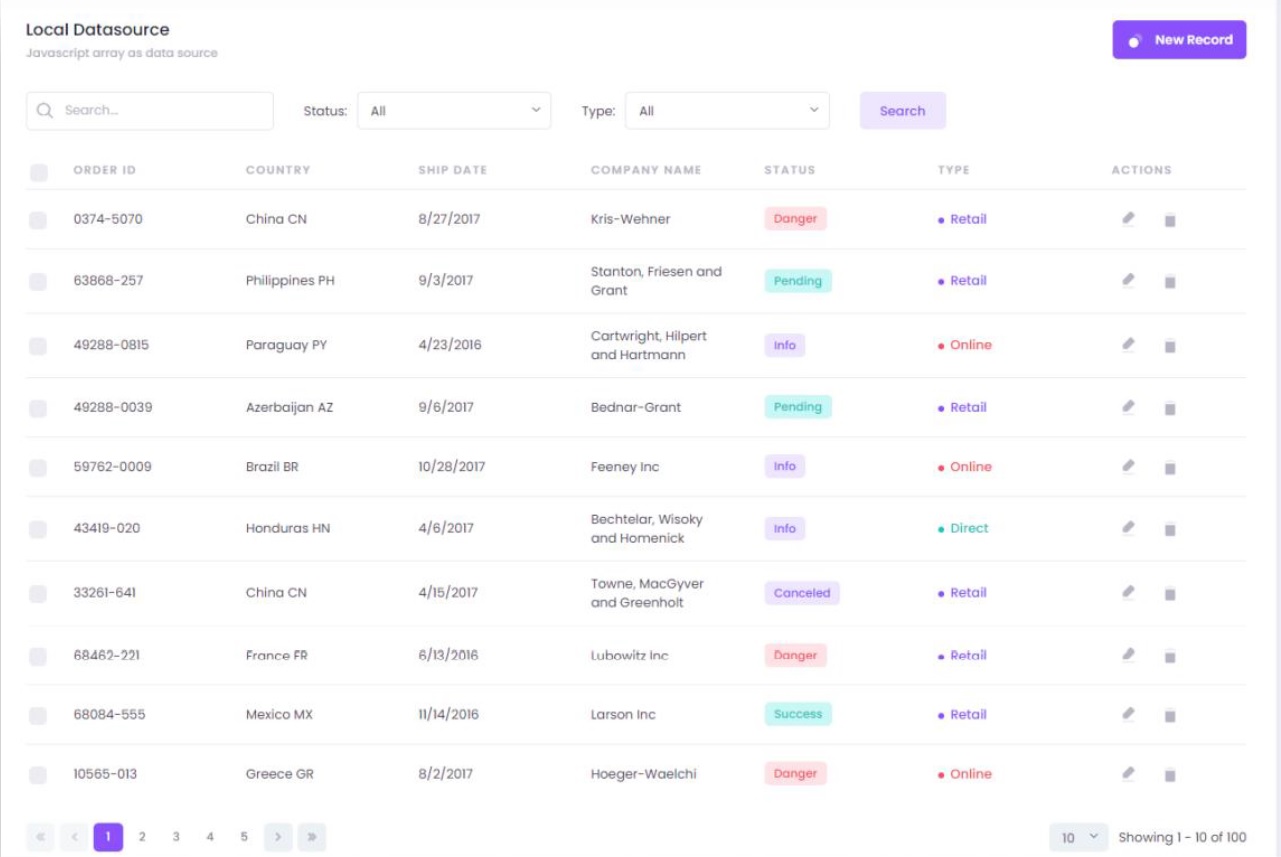 Local Datasource
Javascript array as data source
New Record
Search...
Status:
All
Type:
All
Search
ORDER ID COUNTRY SHIP DATE COMPANY NAME STATUS TYPE ACTIONS
0374-5070 China CN 8/27/2017 Kris-Wehner Danger Retail
63868-257 Philippines PH 9/3/2017 Stanton, Friesen and Pending Retail
Grant
49288-0815 Paraguay PY 4/23/2016 Cartwright, Hilpert Info Online
and Hartmann
49288-0039 Azerbaijan AZ 9/6/2017 Bednar-Grant Pending Retail
59762-0009 Brazil BR 10/28/2017 Feeney Inc Info Online
43419-020 Honduras HN 4/6/2017 Bechtelar, Wisoky Info Direct
and Homenick
33261-641 China CN 4/15/2017 Towne, MacGyver Canceled Retail
and Greenholt
68462-221 France FR 6/13/2016 Lubowitz Inc Danger Retail
68084-555 Mexico MX 11/14/2016 Larson Inc Success Retail
10565-013 Greece GR 8/2/2017 Hoeger-Waelchi Danger Online
1 2 3 4 5
10
Showing 1 - 10 of 100